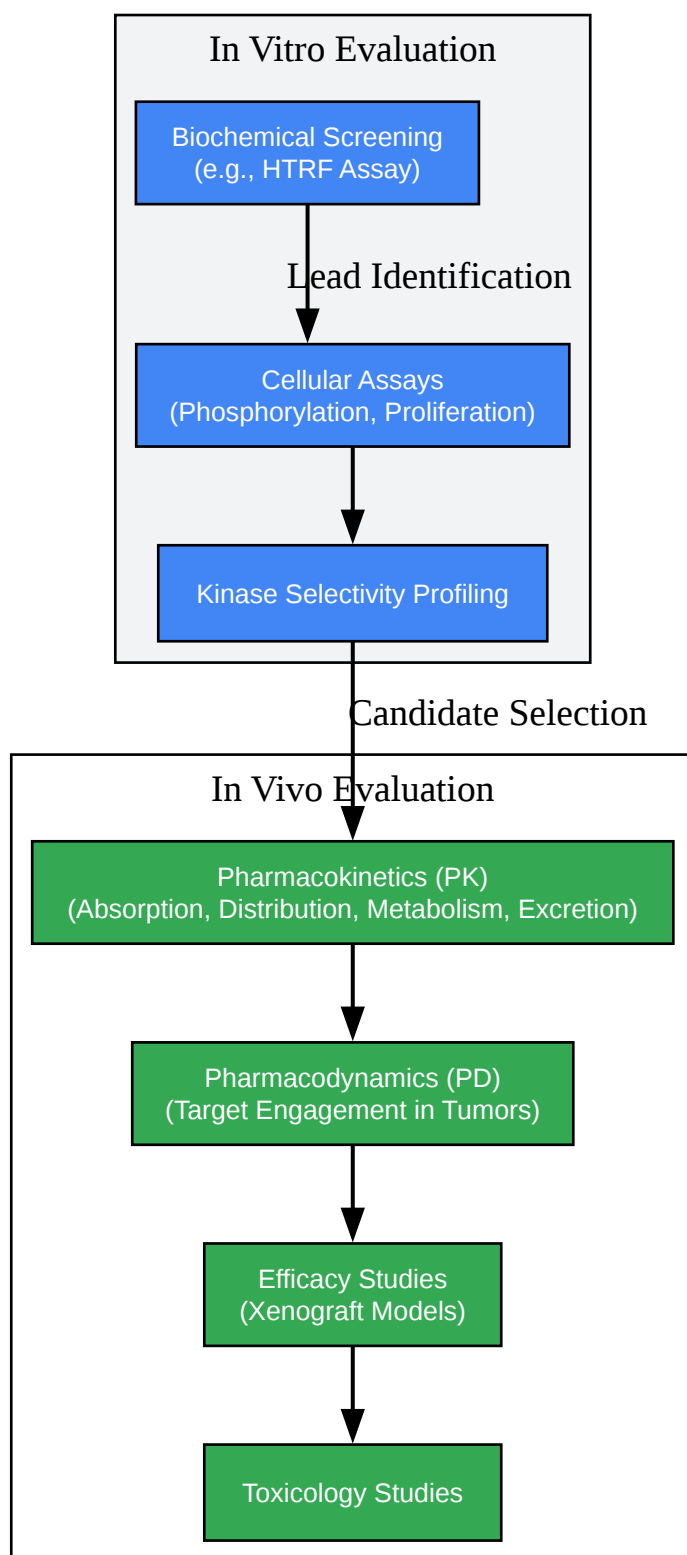 In Vitro Evaluation
Biochemical Screening
(e.g., HTRF Assay)
Lead Identification
Cellular Assays
(Phosphorylation, Proliferation)
Kinase Selectivity Profiling
Candidate Selection
In Vivo Evaluation
Pharmacokinetics (PK)
(Absorption, Distribution, Metabolism, Excretion)
Pharmacodynamics (PD)
(Target Engagement in Tumors)
Efficacy Studies
(Xenograft Models)
Toxicology Studies